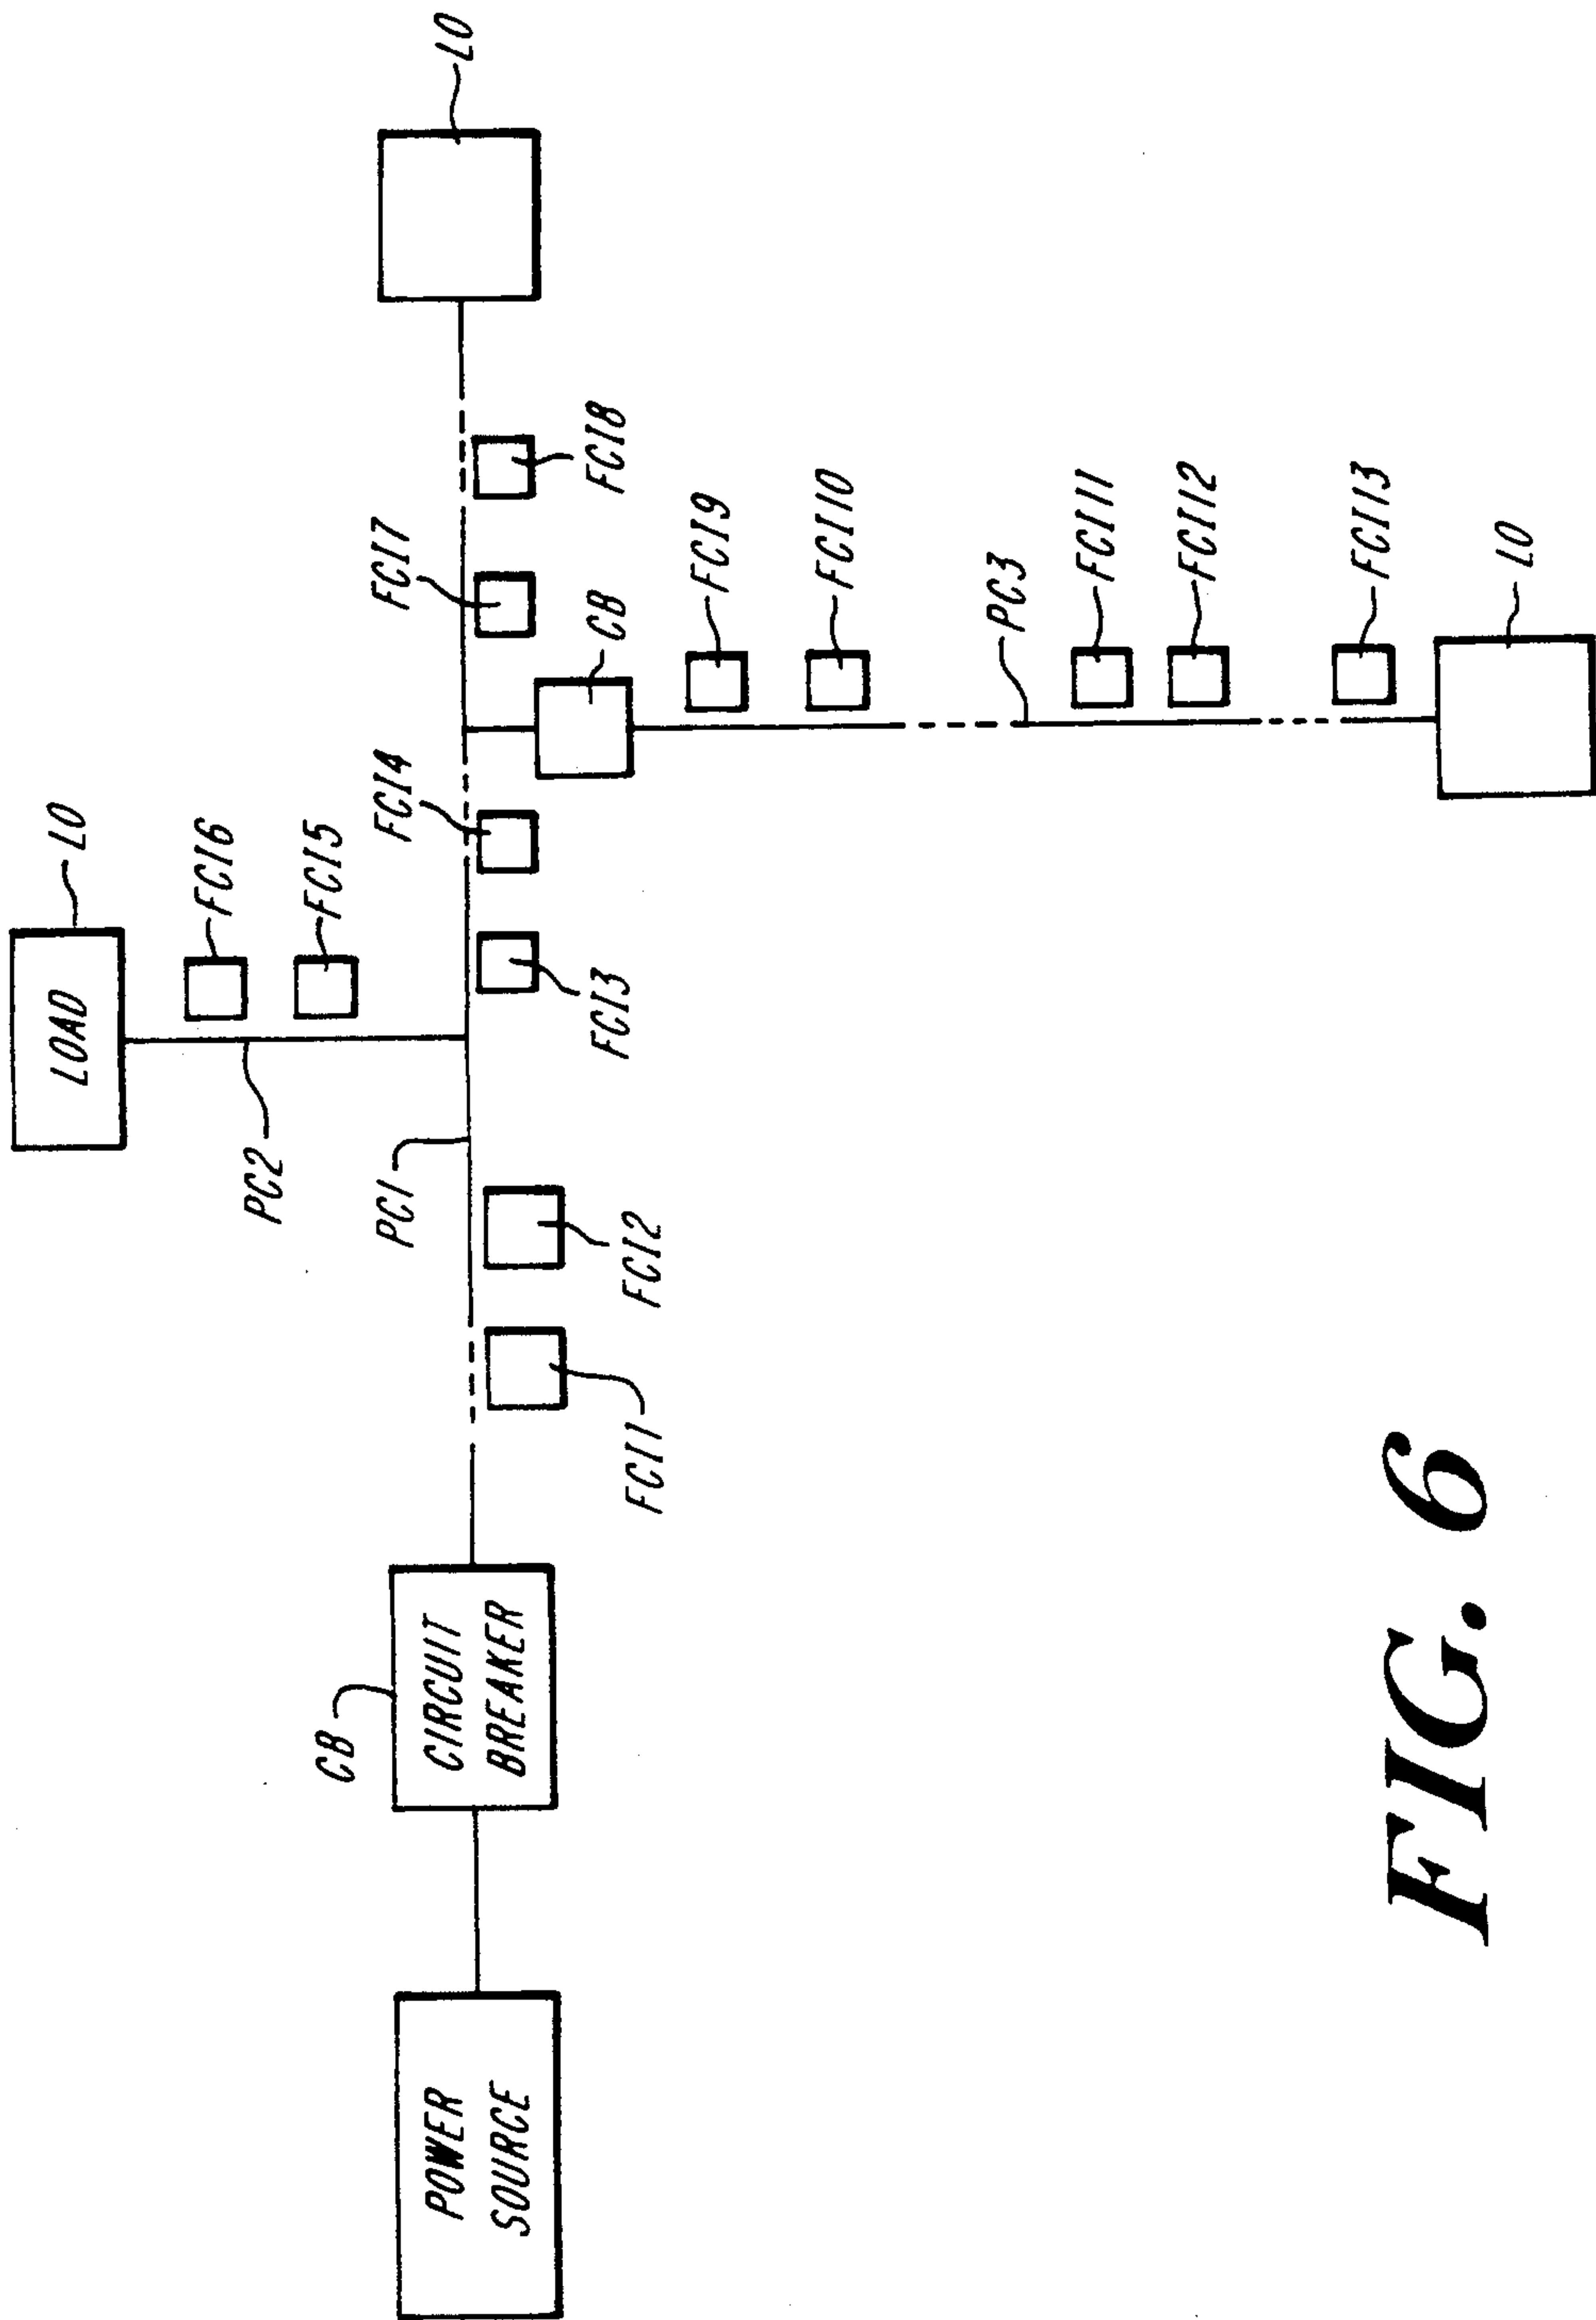 LOAD
LO
FCI6
FCI5
PC2
PC1
FCI4
FCI7
LO
CB
CIRCUIT
BREAKER
POWER
SOURCE
FCI1
FCI2
FCI3
CB
FCI8
FCI9
FCI10
PC3
FCI11
FCI12
FCI13
LO
FIG. 6